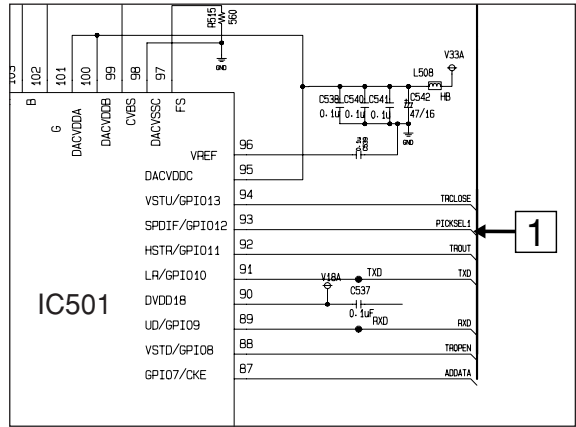 R515
560
GND
V33A
L508
HB
C538
C540
C541
C542
0.1u
0.1u
0.1u
47/16
GND
103
102
101
100
99
98
97
B
G
DACVDDA
DACVDDB
CVBS
DACVSSC
FS
VREF 96
DACVDDC 95
VSTU/GPIO13 94 TRCLOSE
SPDIF/GPIO12 93 PICKSEL1
1
HSTR/GPIO11 92 TROUT
LR/GPIO10 91 TXD TXD
V18A
IC501
DVDD18 90 C537
0.1uF
UD/GPIO9 89 RXD RXD
VSTD/GPIO8 88 TROPEN
GPIO7/CKE 87 ADDATA